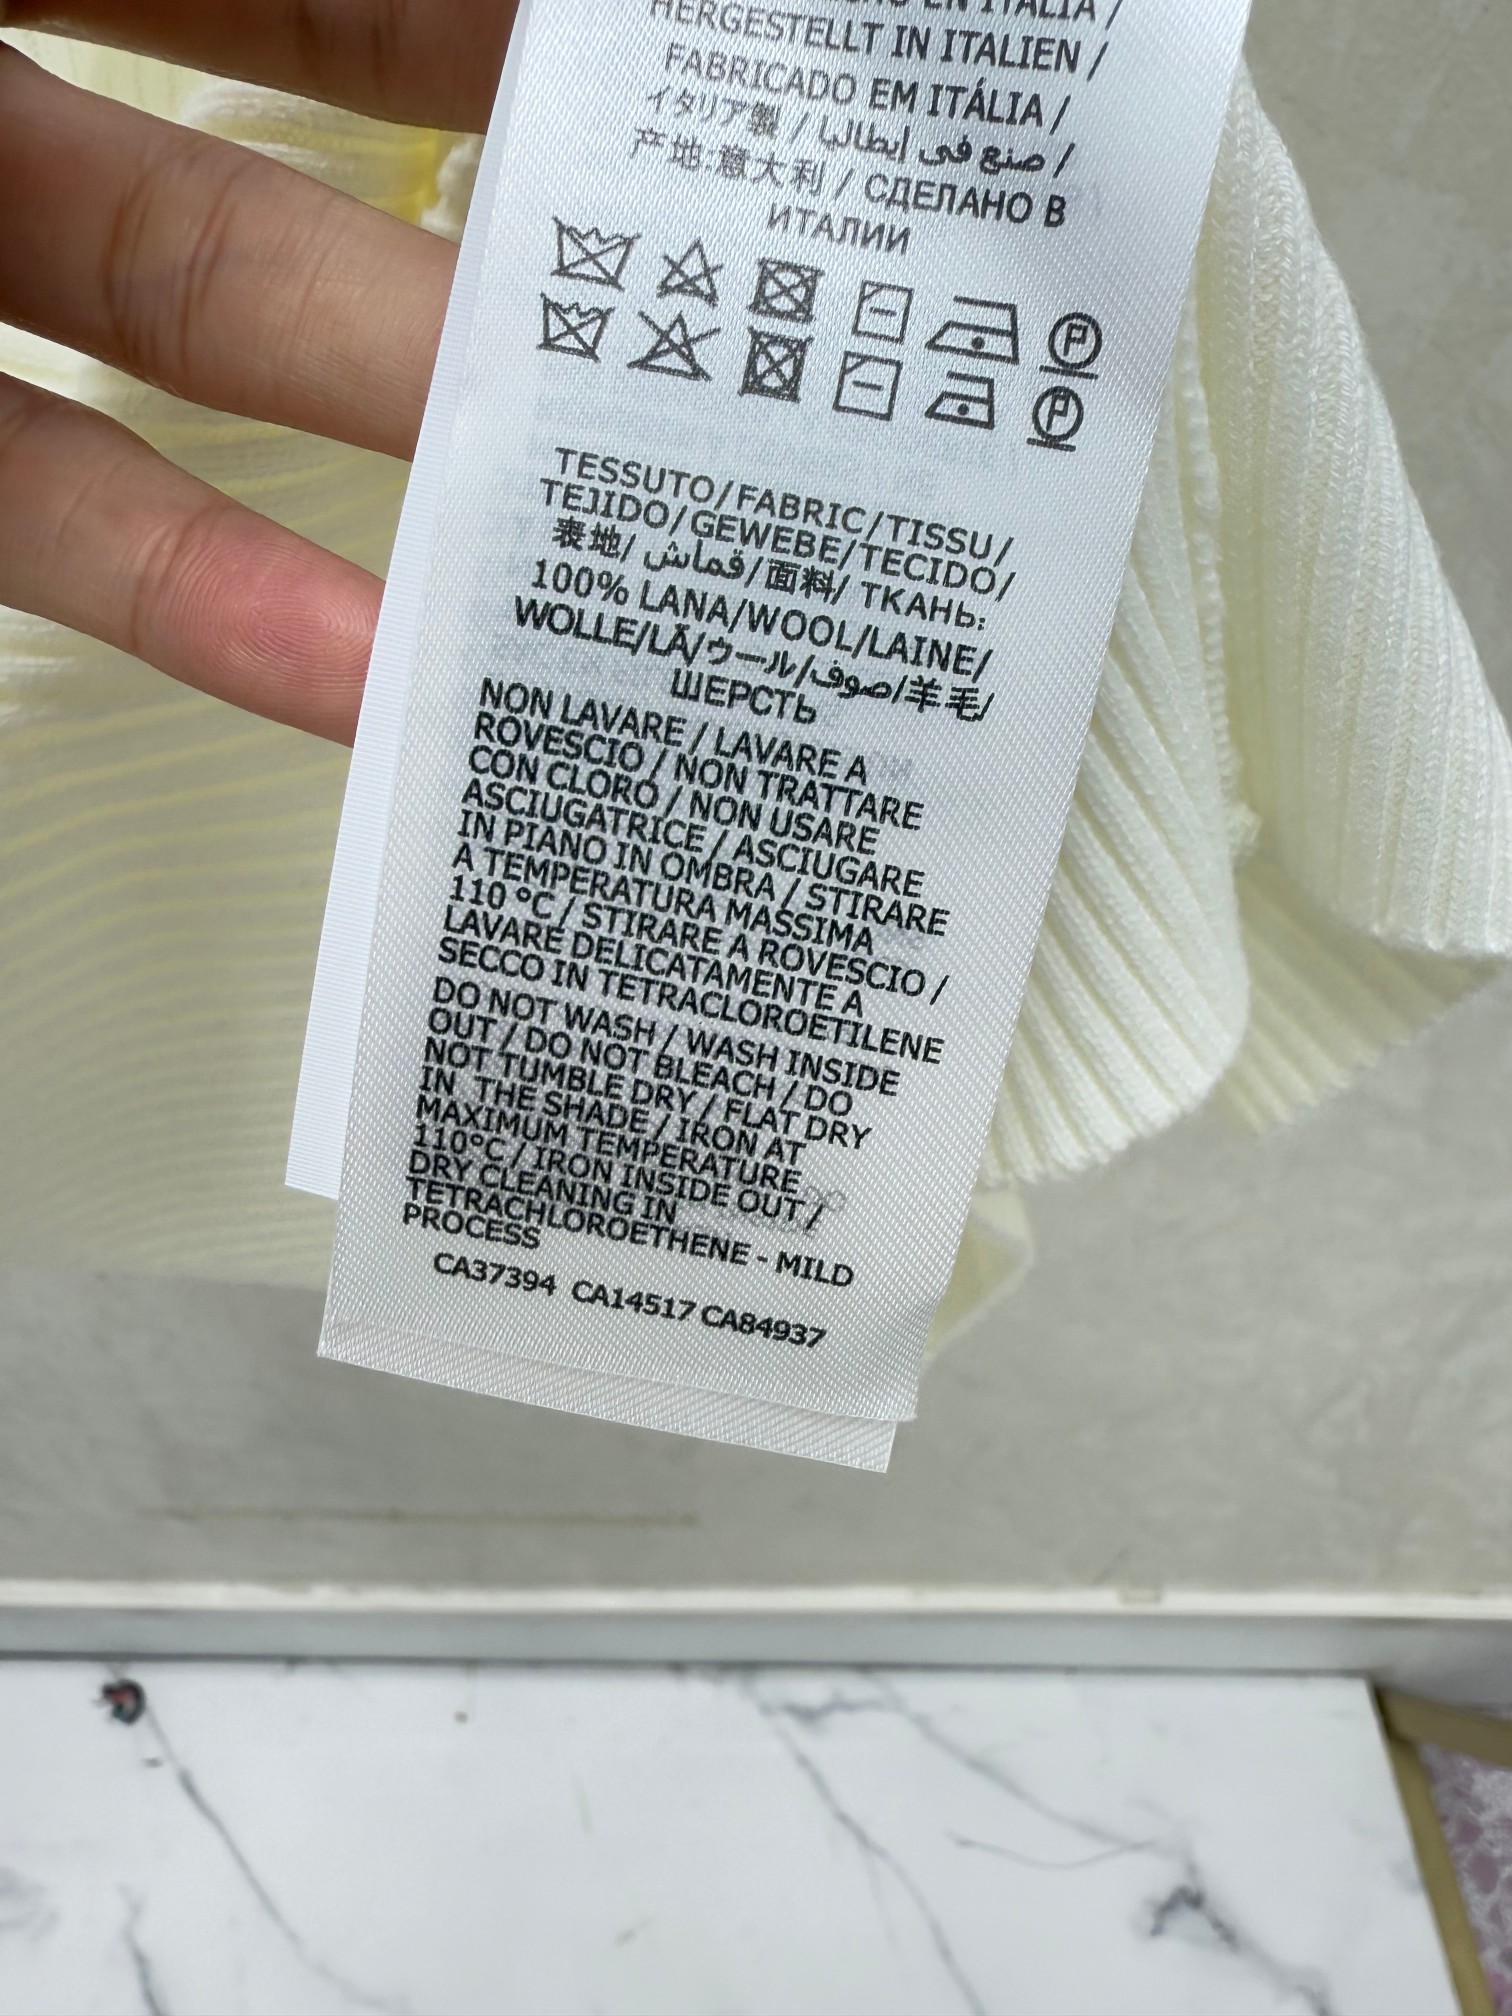 EN ITALIA /
HERGESTELLT IN ITALIEN /
FABRICADO EM ITÁLIA /
イタリア製 / صنع في إيطاليا /
产地:意大利 / СДЕЛАНО В
ИТАЛИИ
P
P
TESSUTO/FABRIC/TISSU/
TEJIDO/GEWEBE/TECIDO/
表地/ قماش/面料/ ТКАНЬ:
100% LANA/WOOL/LAINE/
WOLLE/LÃ/ウール/صوف/羊毛/
ШЕРСТЬ
NON LAVARE / LAVARE A
ROVESCIO / NON TRATTARE
CON CLORO / NON USARE
ASCIUGATRICE / ASCIUGARE
IN PIANO IN OMBRA / STIRARE
A TEMPERATURA MASSIMA
110 °C / STIRARE A ROVESCIO /
LAVARE DELICATAMENTE A
SECCO IN TETRACLOROETILENE
DO NOT WASH / WASH INSIDE
OUT / DO NOT BLEACH / DO
NOT TUMBLE DRY / FLAT DRY
IN THE SHADE / IRON AT
MAXIMUM TEMPERATURE
110°C / IRON INSIDE OUT /
DRY CLEANING IN
TETRACHLOROETHENE - MILD
PROCESS
CA37394 CA14517 CA84937